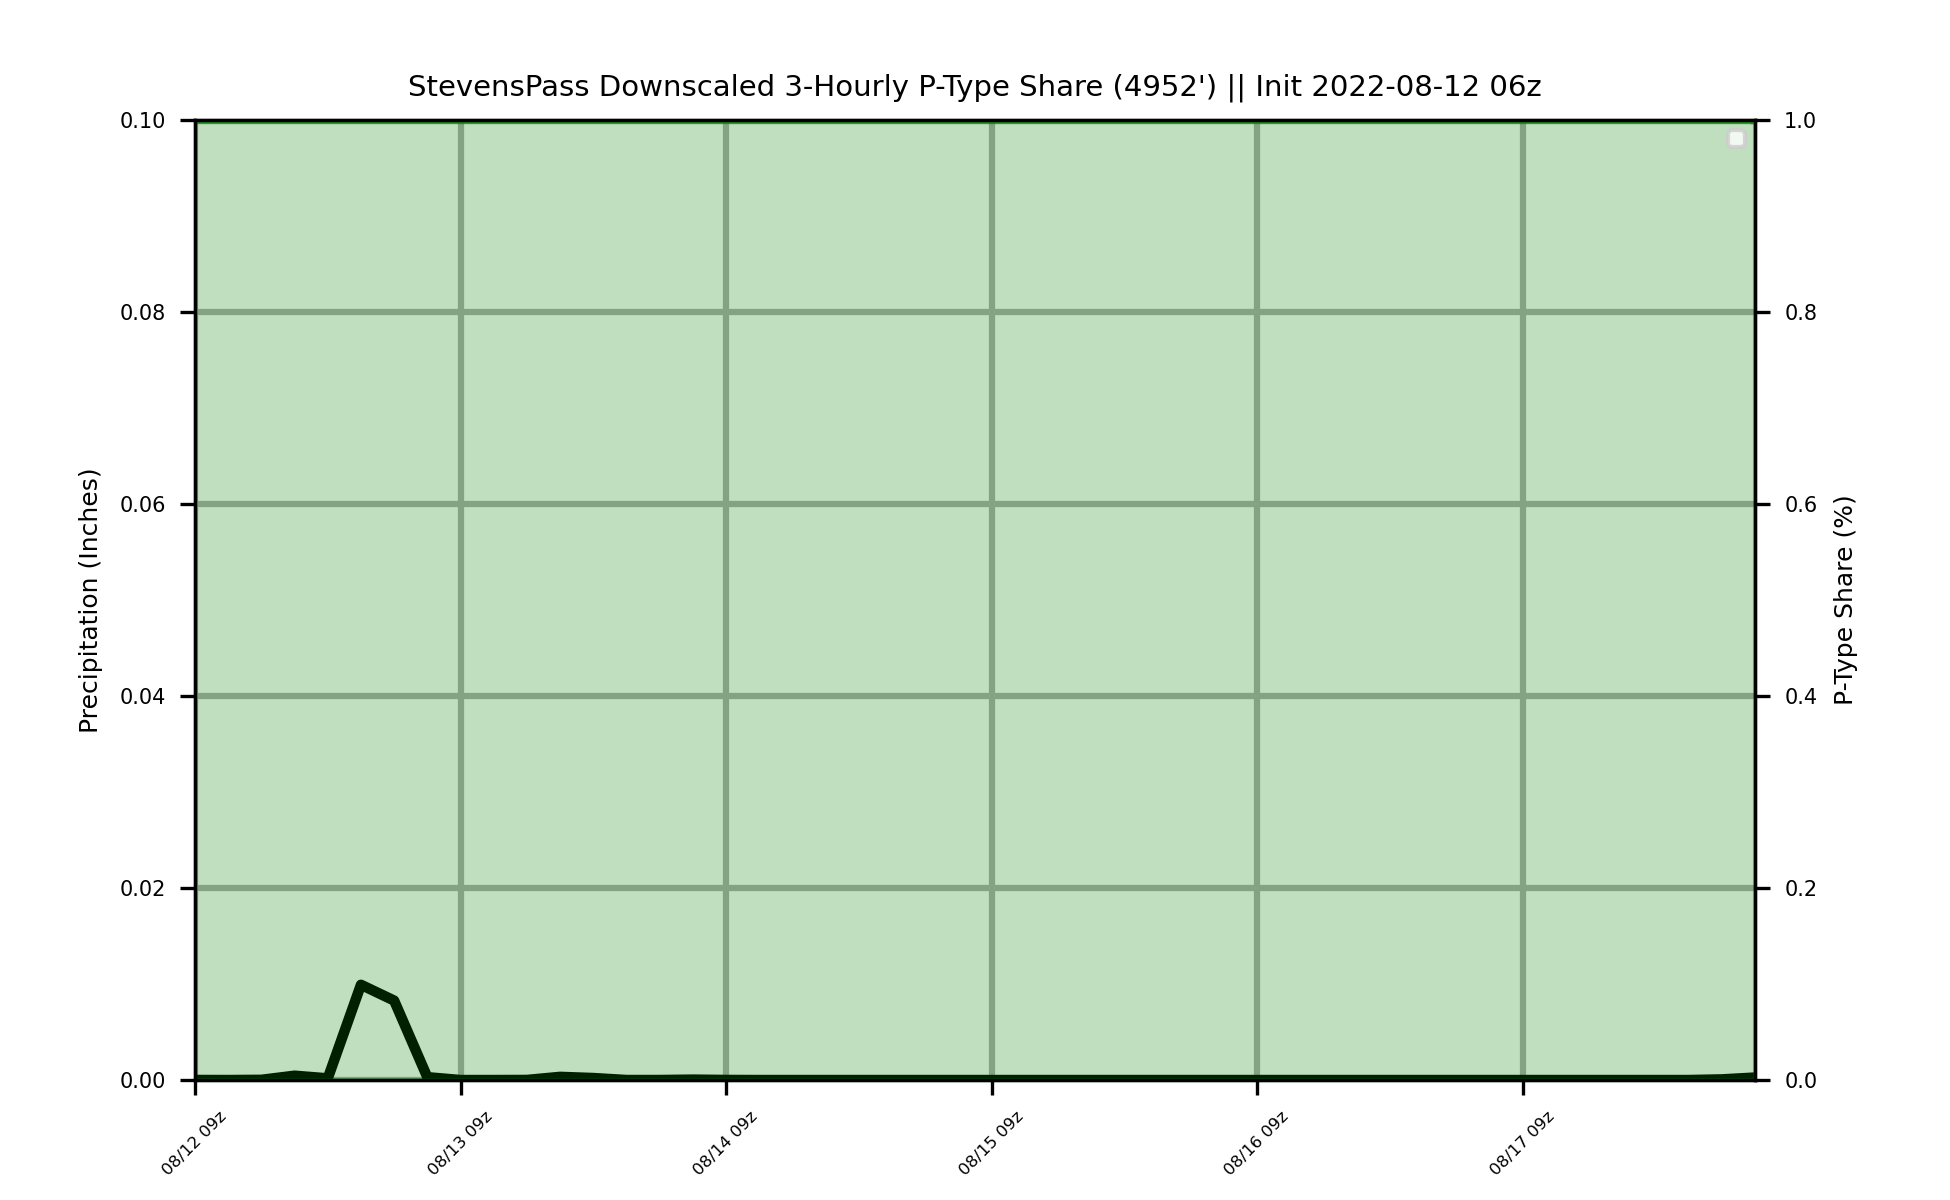 StevensPass Downscaled 3-Hourly P-Type Share (4952') || Init 2022-08-12 06z
Precipitation (Inches)
0.10
0.08
0.06
0.04
0.02
0.00
1.0
0.8
0.6
0.4
0.2
0.0
P-Type Share (%)
08/12 09z
08/13 09z
08/14 09z
08/15 09z
08/16 09z
08/17 09z